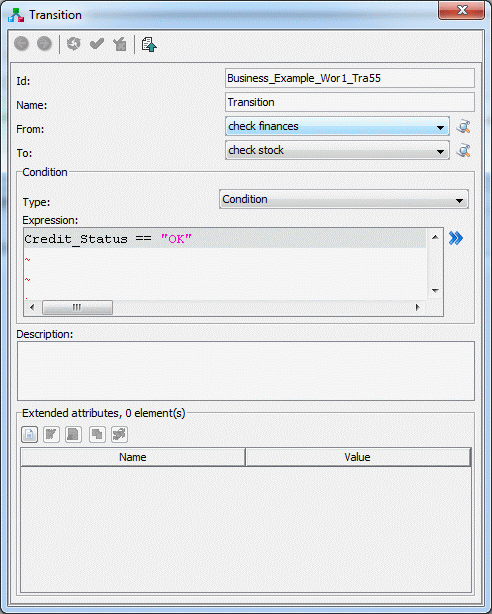 Transition
Id: Business_Example_Wor1_Tra55
Name: Transition
From: check finances
To: check stock
Condition
Type: Condition
Expression:
Credit_Status == "OK"
~
~
Description:
Extended attributes, 0 element(s)
Name Value